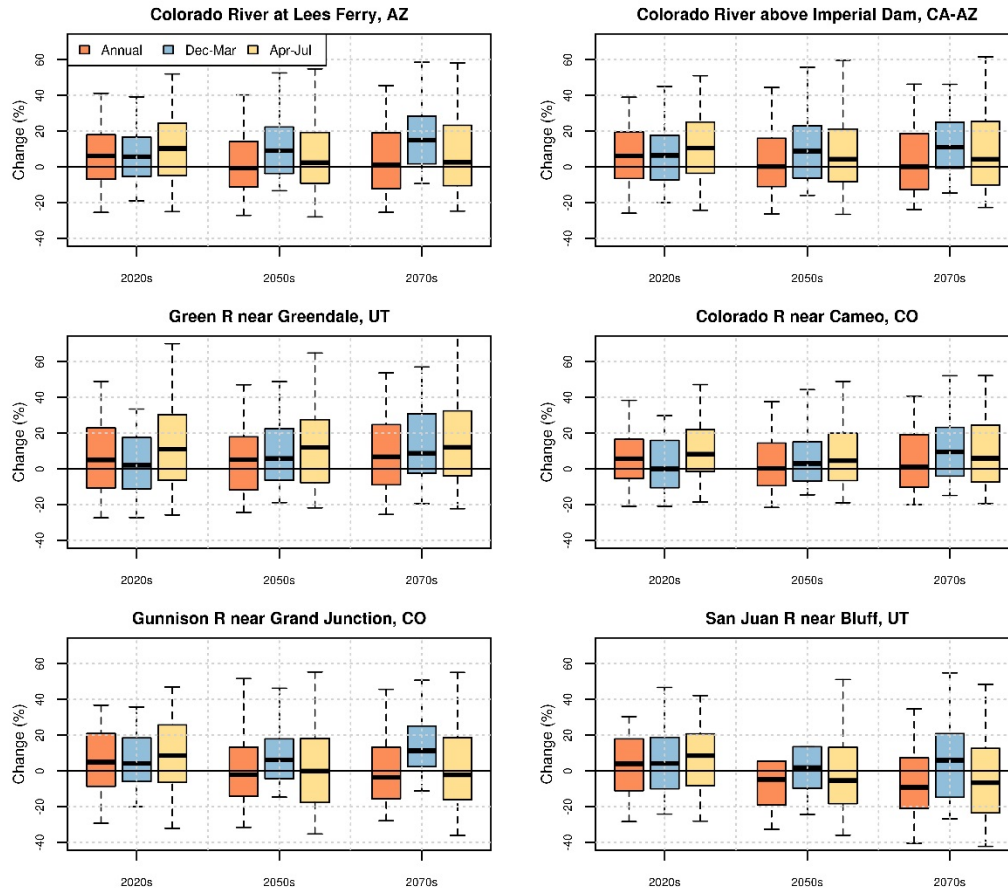 Colorado River at Lees Ferry, AZ
Annual Dec-Mar Apr-Jul
Change (%)
60
40
20
0
-20
-40
2020s 2050s 2070s
Colorado River above Imperial Dam, CA-AZ
Change (%)
60
40
20
0
-20
-40
2020s 2050s 2070s
Green R near Greendale, UT
Change (%)
60
40
20
0
-20
-40
2020s 2050s 2070s
Colorado R near Cameo, CO
Change (%)
60
40
20
0
-20
-40
2020s 2050s 2070s
Gunnison R near Grand Junction, CO
Change (%)
60
40
20
0
-20
-40
2020s 2050s 2070s
San Juan R near Bluff, UT
Change (%)
60
40
20
0
-20
-40
2020s 2050s 2070s